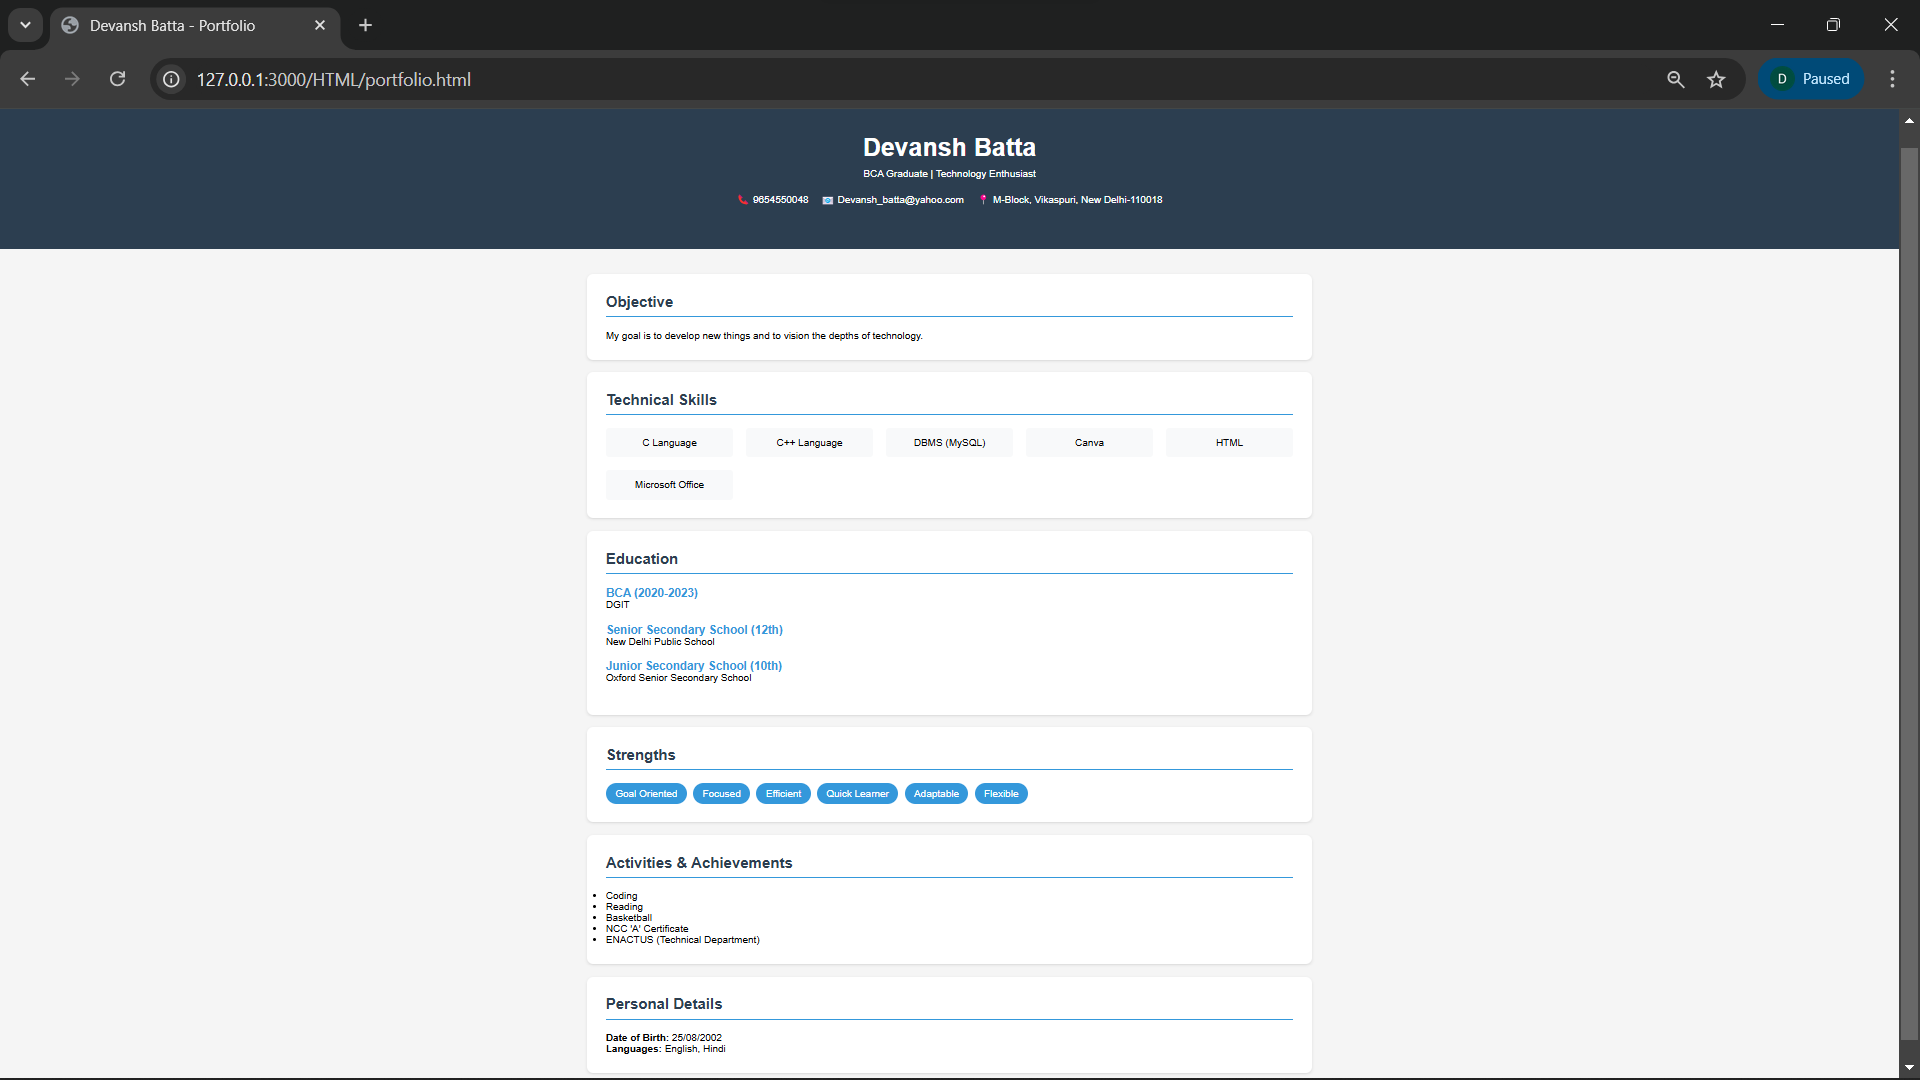 Devansh Batta - Portfolio
127.0.0.1:3000/HTML/portfolio.html
D Paused
Devansh Batta
BCA Graduate | Technology Enthusiast
9654550048 Devansh_batta@yahoo.com M-Block, Vikaspuri, New Delhi-110018
Objective
My goal is to develop new things and to vision the depths of technology.
Technical Skills
C Language C++ Language DBMS (MySQL) Canva HTML
Microsoft Office
Education
BCA (2020-2023)
DGIT
Senior Secondary School (12th)
New Delhi Public School
Junior Secondary School (10th)
Oxford Senior Secondary School
Strengths
Goal Oriented Focused Efficient Quick Learner Adaptable Flexible
Activities & Achievements
• Coding
• Reading
• Basketball
• NCC 'A' Certificate
• ENACTUS (Technical Department)
Personal Details
Date of Birth: 25/08/2002
Languages: English, Hindi